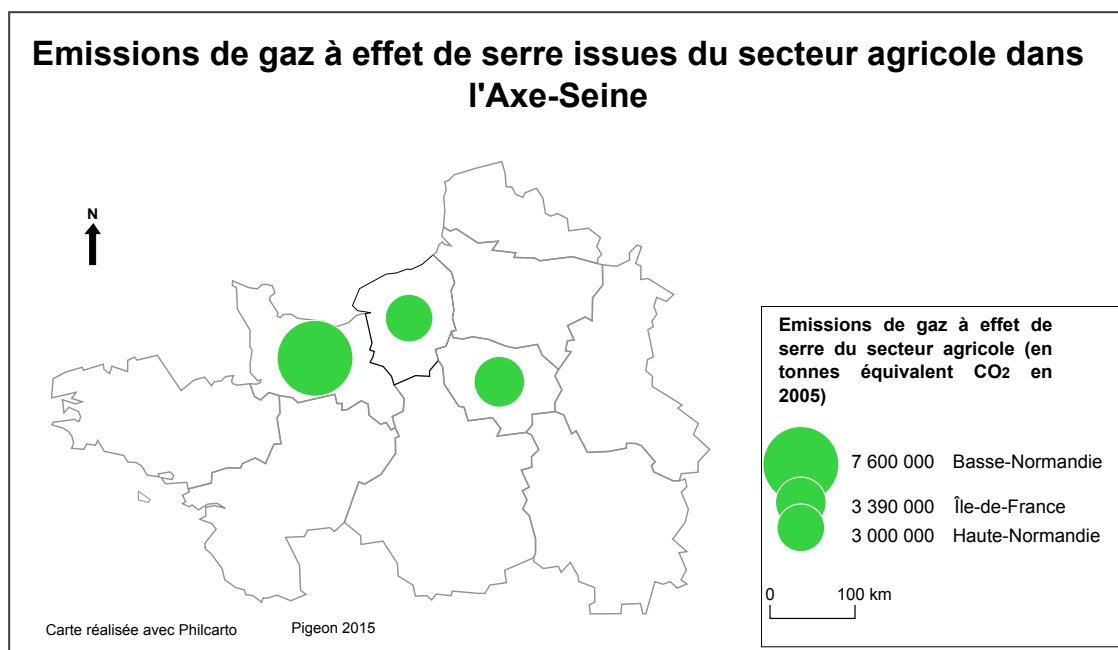 Emissions de gaz à effet de serre issues du secteur agricole dans
l'Axe-Seine
N
Emissions de gaz à effet de
serre du secteur agricole (en
tonnes équivalent CO2 en
2005)
7 600 000 Basse-Normandie
3 390 000 Île-de-France
3 000 000 Haute-Normandie
0 100 km
Carte réalisée avec Philcarto Pigeon 2015